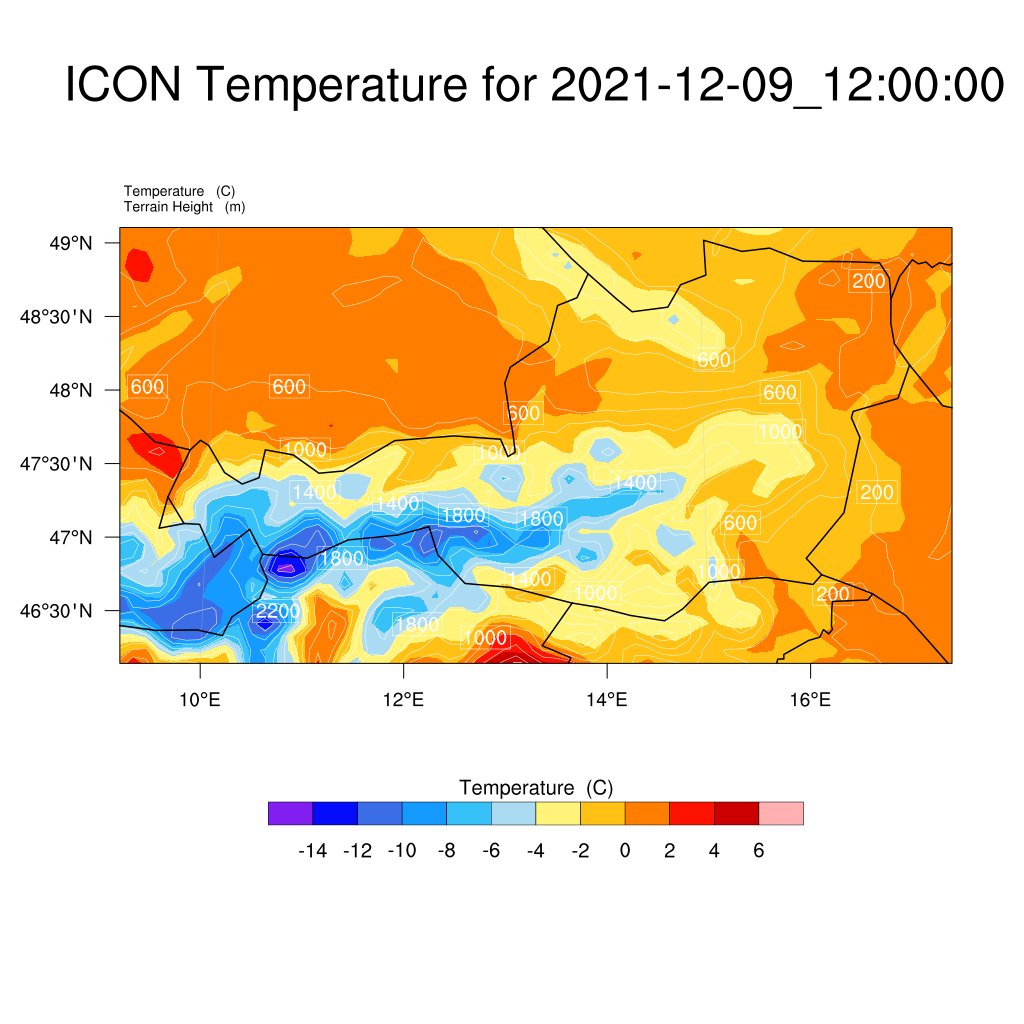 ICON Temperature for 2021-12-09_12:00:00
Temperature (C)
Terrain Height (m)
49°N
48°30'N
48°N
47°30'N
47°N
46°30'N
200
600
600
600
600
600
1000
1000
1000
1400
1400
1400
1800
1800
200
600
1800
1000
1400
1000
200
2200
1800
1000
10°E 12°E 14°E 16°E
Temperature (C)
-14 -12 -10 -8 -6 -4 -2 0 2 4 6